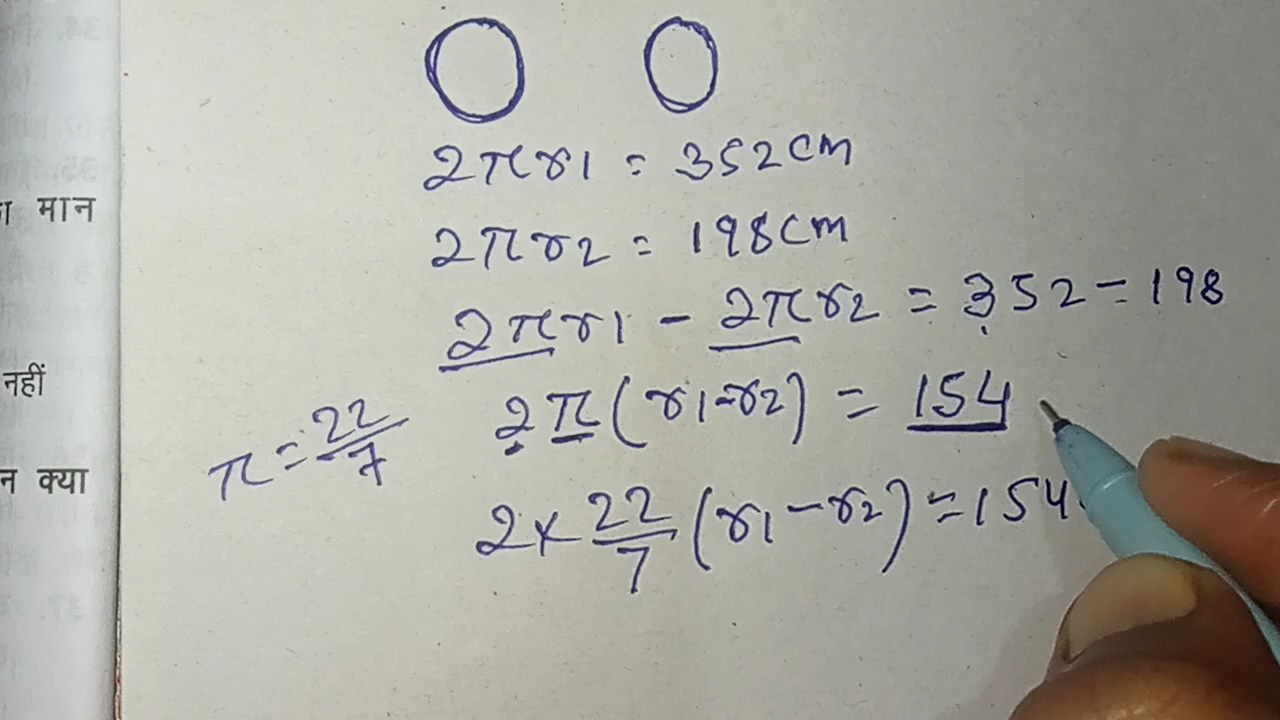 2πr1 = 352cm
2πr2 = 198cm
2πr1 - 2πr2 = 352 - 198
2π(r1-r2) = 154
π = 22/7
2 × 22/7 (r1 - r2) = 154
मान
नहीं
क्या